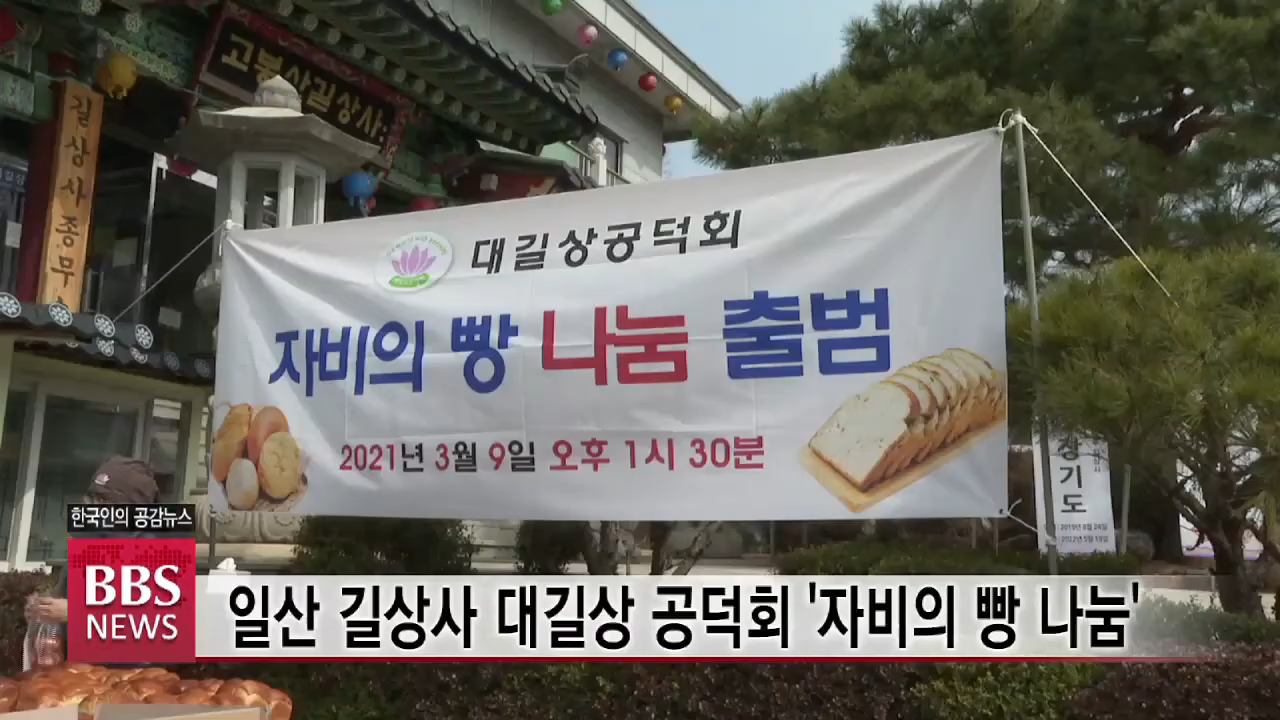 고봉산길상사
길상사종무
대길상공덕회
자비의 빵 나눔 출범
2021년 3월 9일 오후 1시 30분
상기도
한국인의 공감뉴스
BBS
NEWS
일산 길상사 대길상 공덕회 '자비의 빵 나눔'